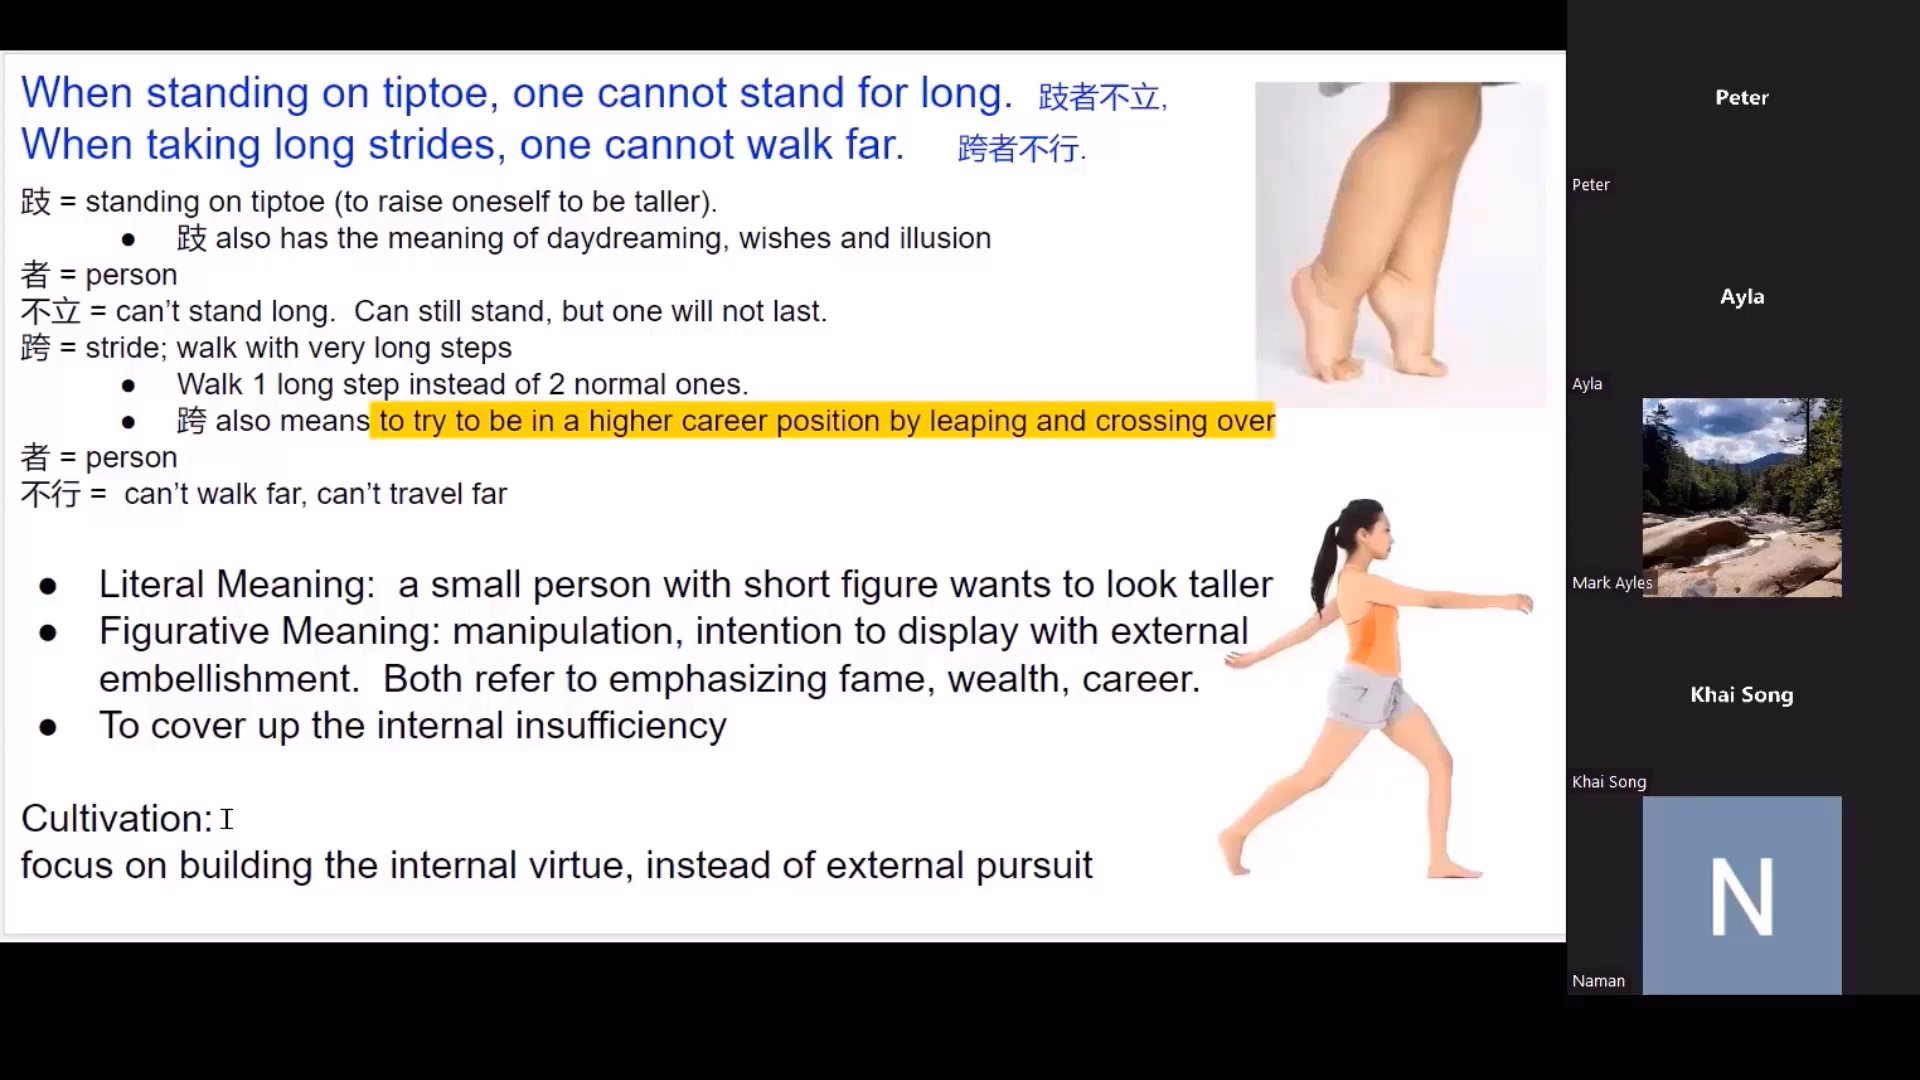 When standing on tiptoe, one cannot stand for long. 跂者不立,
When taking long strides, one cannot walk far. 跨者不行.
跂 = standing on tiptoe (to raise oneself to be taller).
● 跂 also has the meaning of daydreaming, wishes and illusion
者 = person
不立 = can’t stand long. Can still stand, but one will not last.
跨 = stride; walk with very long steps
● Walk 1 long step instead of 2 normal ones.
● 跨 also means to try to be in a higher career position by leaping and crossing over
者 = person
不行 = can’t walk far, can’t travel far
● Literal Meaning: a small person with short figure wants to look taller
● Figurative Meaning: manipulation, intention to display with external
embellishment. Both refer to emphasizing fame, wealth, career.
● To cover up the internal insufficiency
Cultivation:
focus on building the internal virtue, instead of external pursuit
Peter
Peter
Ayla
Ayla
Mark Ayles
Khai Song
Khai Song
N
Naman